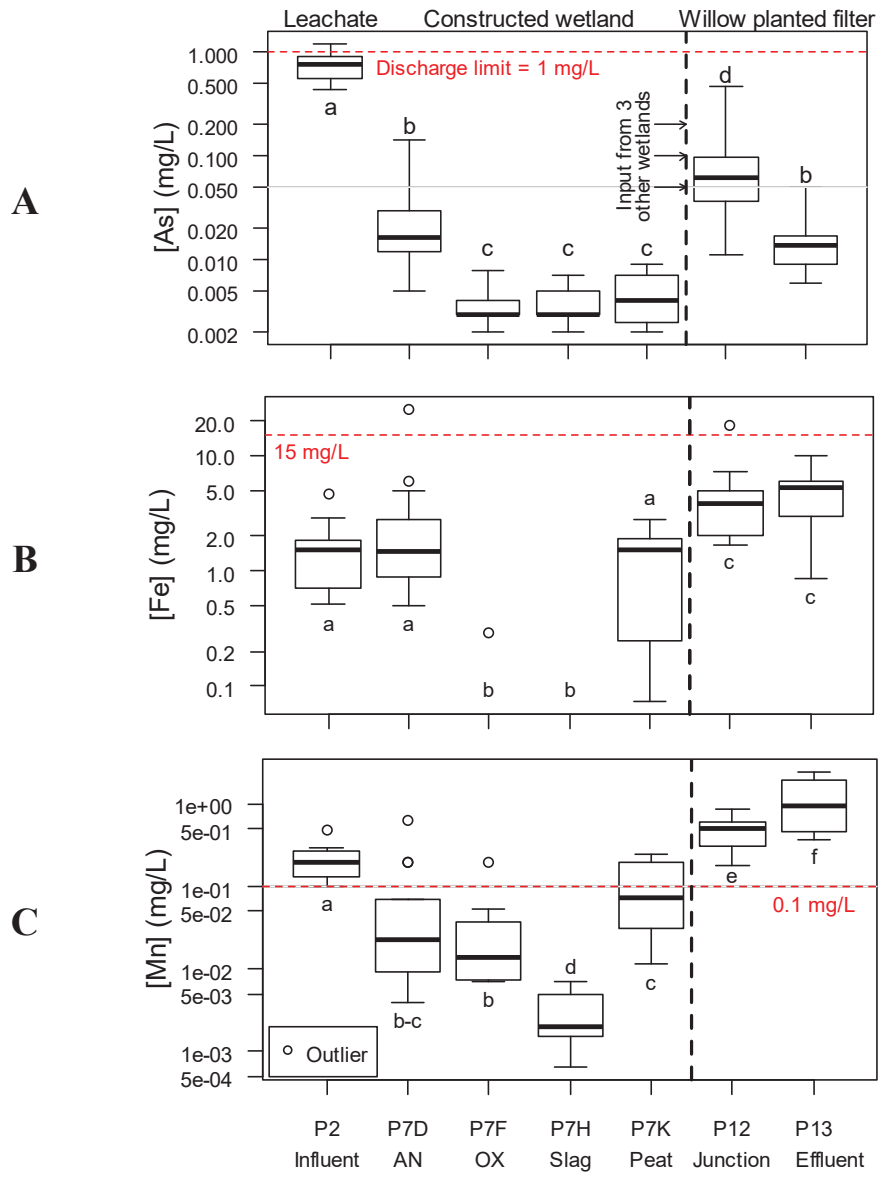 Leachate Constructed wetland Willow planted filter
A
[As] (mg/L)
1.000
0.500
0.200
0.100
0.050
0.020
0.010
0.005
0.002
Discharge limit = 1 mg/L
Input from 3
other wetlands
a
b
c
c
c
d
b
B
[Fe] (mg/L)
20.0
10.0
5.0
2.0
1.0
0.5
0.2
0.1
15 mg/L
a
a
b
b
a
c
c
C
[Mn] (mg/L)
1e+00
5e-01
1e-01
5e-02
1e-02
5e-03
1e-03
5e-04
0.1 mg/L
a
b-c
b
d
c
e
f
Outlier
P2 P7D P7F P7H P7K P12 P13
Influent AN OX Slag Peat Junction Effluent